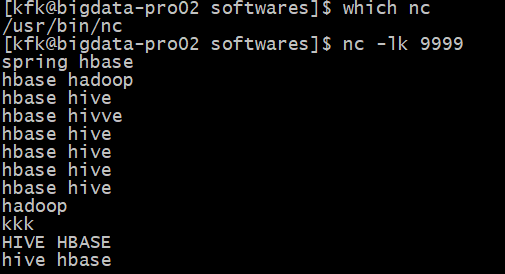 [kfk@bigdata-pro02 softwares]$ which nc
/usr/bin/nc
[kfk@bigdata-pro02 softwares]$ nc -lk 9999
spring hbase
hbase hadoop
hbase hive
hbase hivve
hbase hive
hbase hive
hbase hive
hbase hive
hadoop
kkk
HIVE HBASE
hive hbase